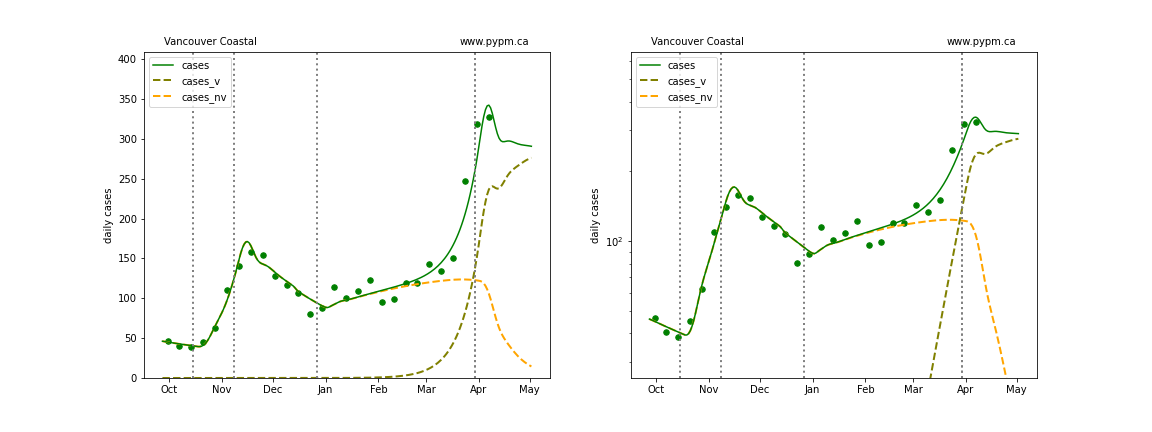 Vancouver Coastal www.pypm.ca
cases
cases_v
cases_nv
daily cases
400
350
300
250
200
150
100
50
0
Oct Nov Dec Jan Feb Mar Apr May
Vancouver Coastal www.pypm.ca
cases
cases_v
cases_nv
daily cases
10²
Oct Nov Dec Jan Feb Mar Apr May